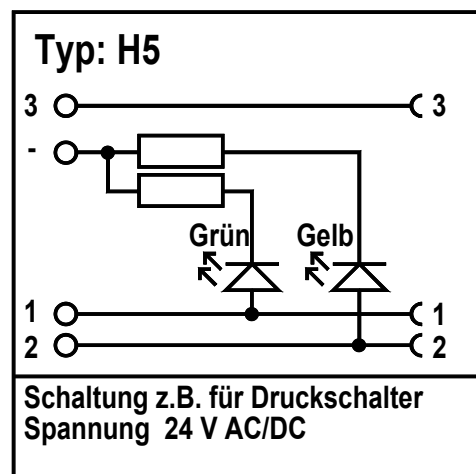 Typ: H5
3 3
-
Grün Gelb
1 1
2 2
Schaltung z.B. für Druckschalter
Spannung 24 V AC/DC